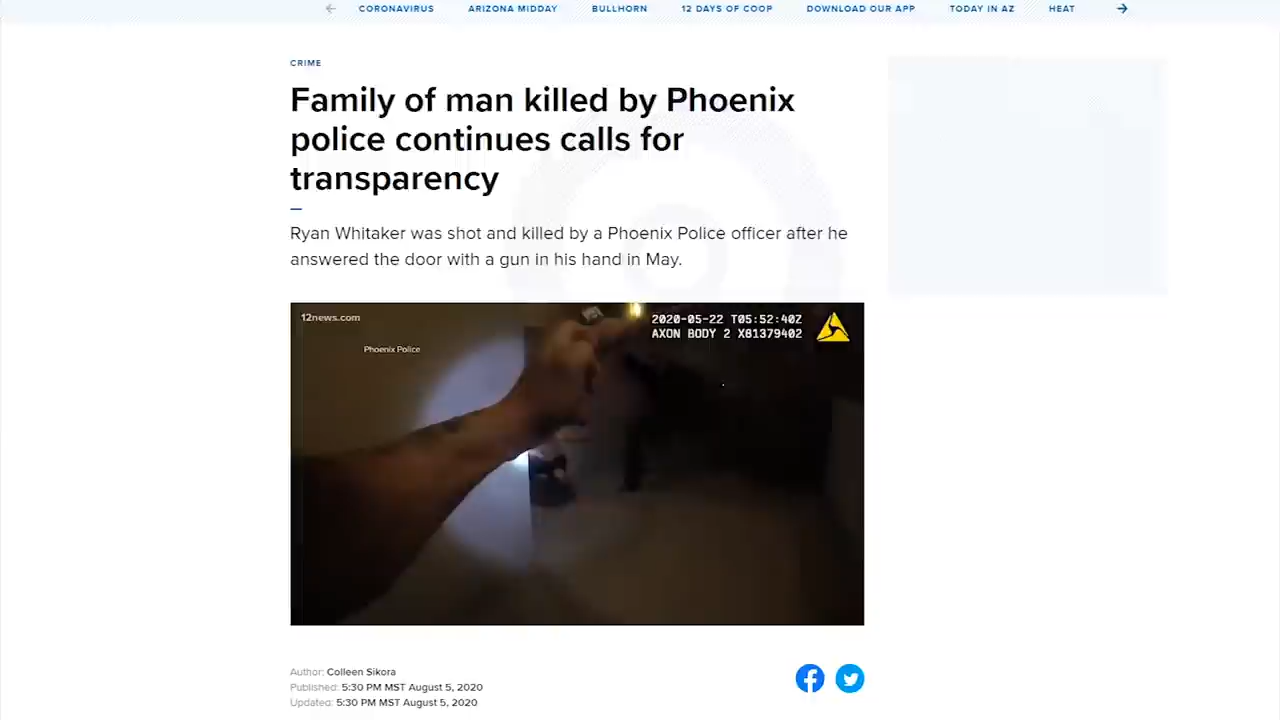 CORONAVIRUS ARIZONA MIDDAY BULLHORN 12 DAYS OF COOP DOWNLOAD OUR APP TODAY IN AZ HEAT
CRIME
Family of man killed by Phoenix
police continues calls for
transparency
Ryan Whitaker was shot and killed by a Phoenix Police officer after he
answered the door with a gun in his hand in May.
12news.com
2020-05-22 T05:52:40Z
AXON BODY 2 X81379402
Phoenix Police
Author: Colleen Sikora
Published: 5:30 PM MST August 5, 2020
Updated: 5:30 PM MST August 5, 2020